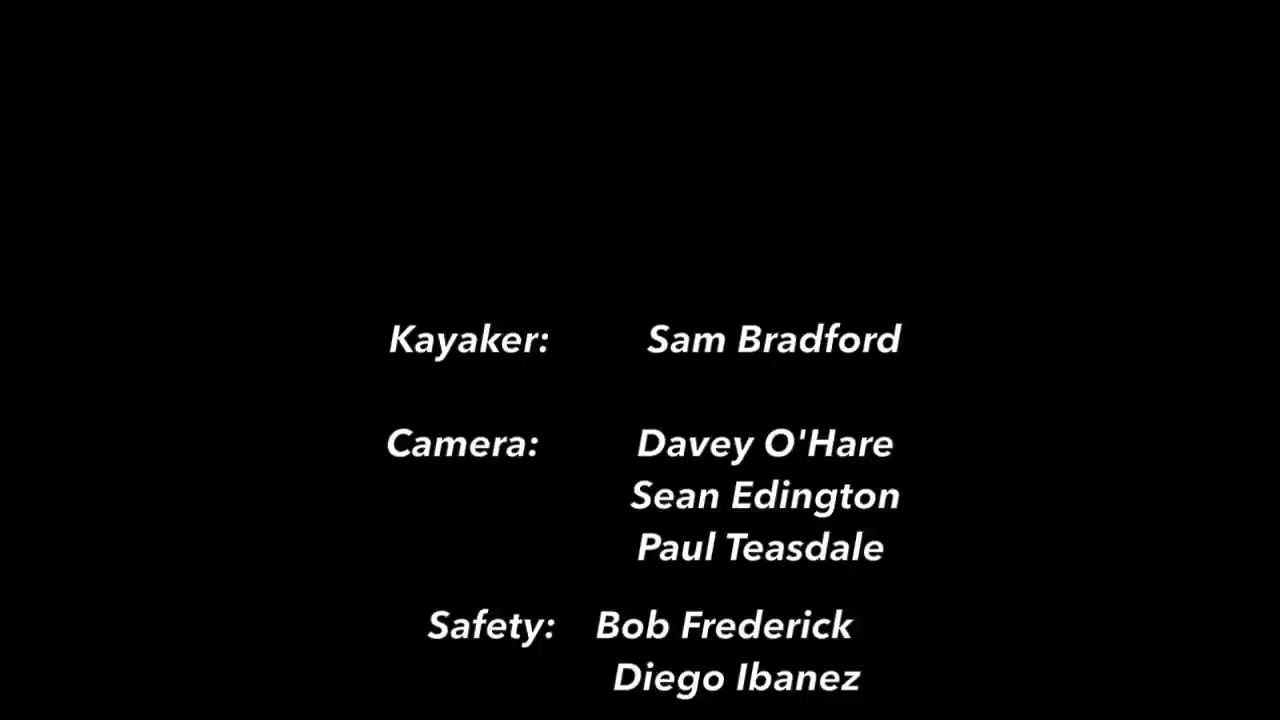 Kayaker: Sam Bradford
Camera: Davey O'Hare
Sean Edington
Paul Teasdale
Safety: Bob Frederick
Diego Ibanez